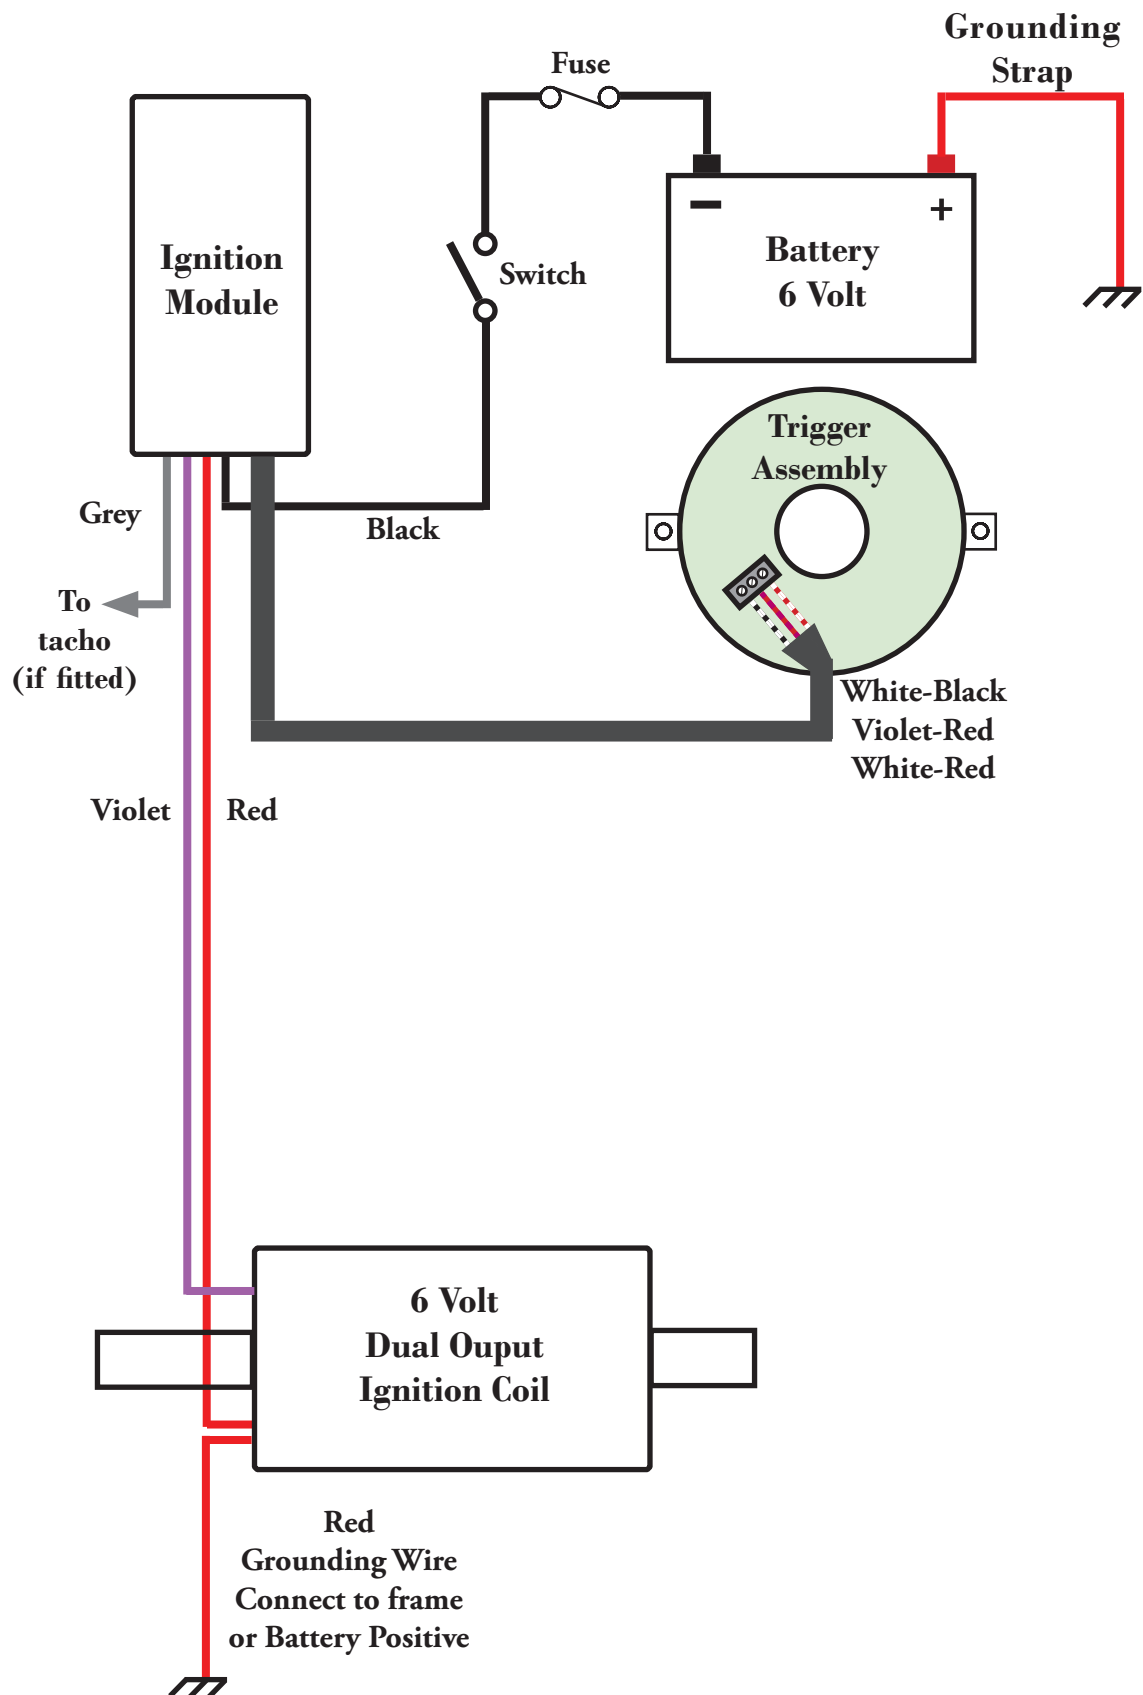 Grounding
Strap
Fuse
Ignition
Module
Switch
Battery
6 Volt
Trigger
Assembly
Grey
Black
To
tacho
(if fitted)
White-Black
Violet-Red
White-Red
Violet
Red
6 Volt
Dual Ouput
Ignition Coil
Red
Grounding Wire
Connect to frame
or Battery Positive